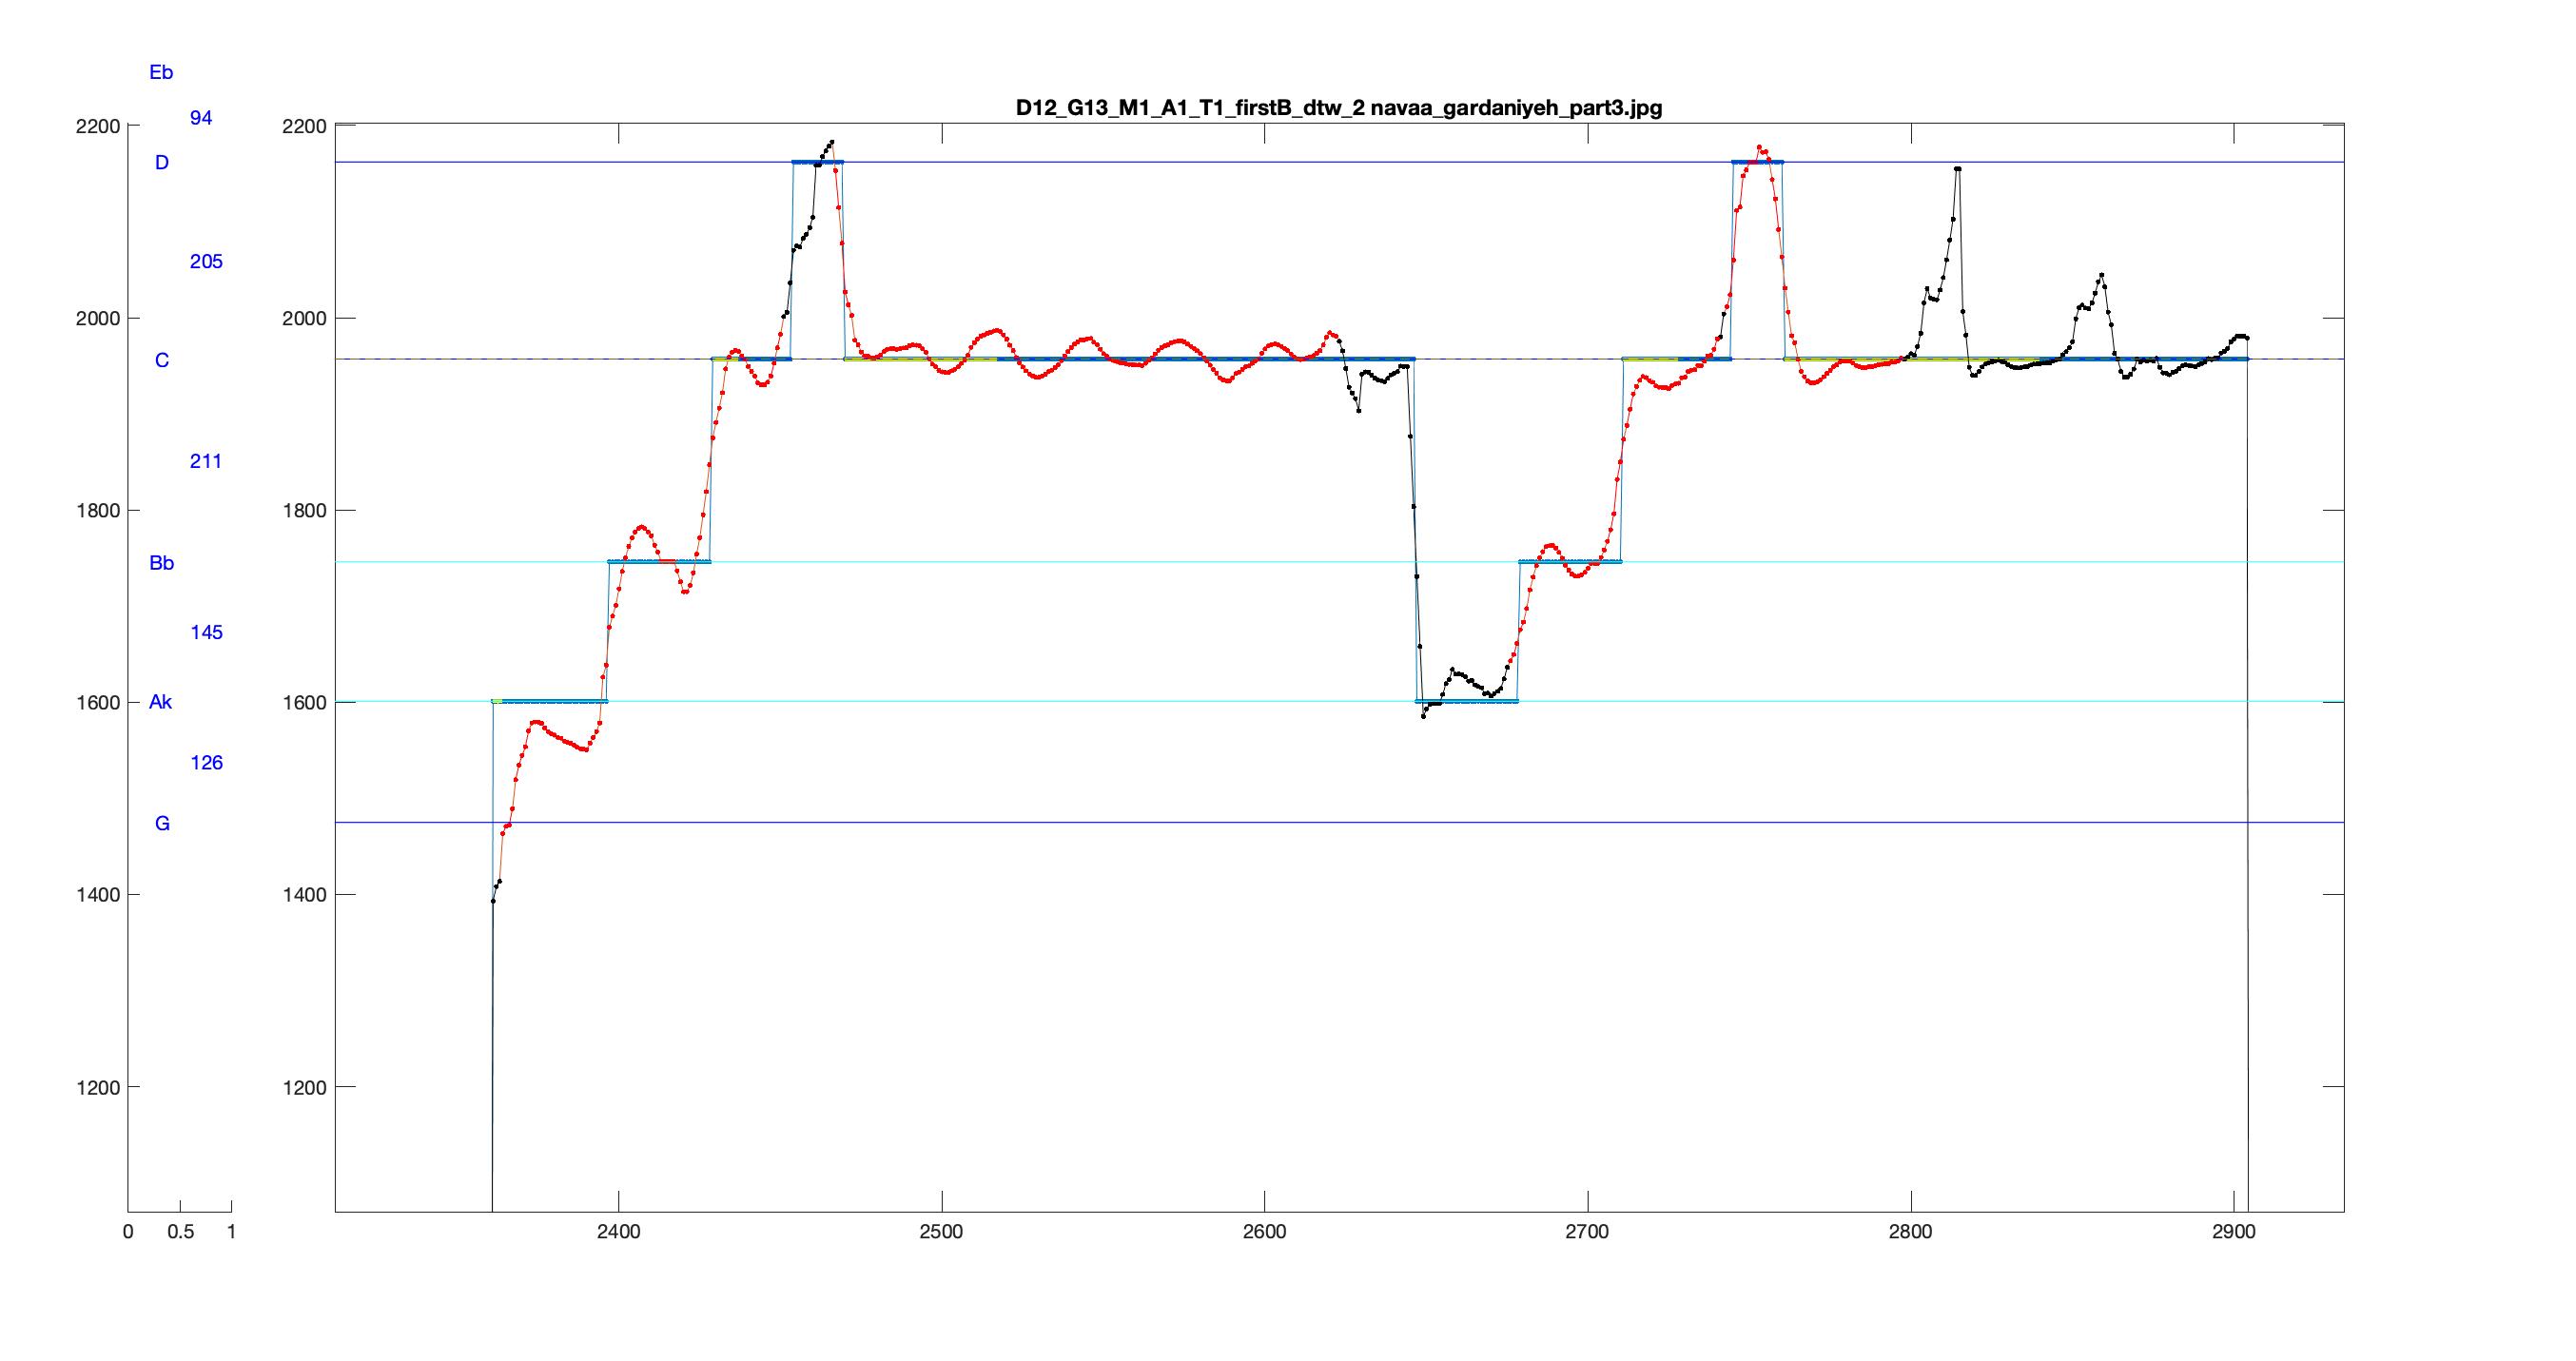 Eb
D12_G13_M1_A1_T1_firstB_dtw_2 navaa_gardaniyeh_part3.jpg
94
2200 2200
D
205
2000 2000
C
211
1800 1800
Bb
145
1600 Ak 1600
126
G
1400 1400
1200 1200
0 0.5 1 2400 2500 2600 2700 2800 2900